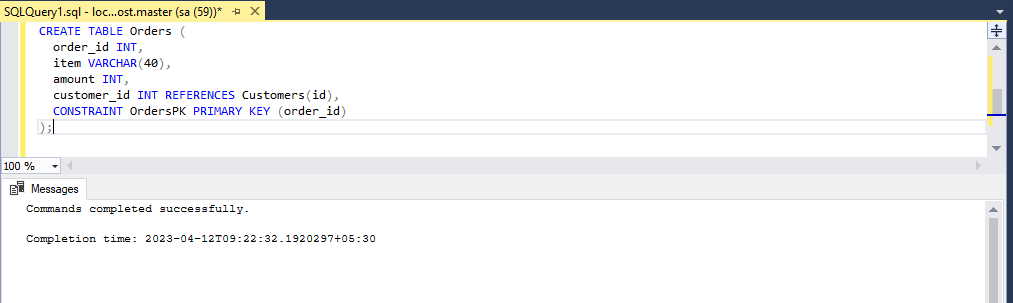 SQLQuery1.sql - loc...ost.master (sa (59))*
CREATE TABLE Orders (
order_id INT,
item VARCHAR(40),
amount INT,
customer_id INT REFERENCES Customers(id),
CONSTRAINT OrdersPK PRIMARY KEY (order_id)
);
100 %
Messages
Commands completed successfully.
Completion time: 2023-04-12T09:22:32.1920297+05:30